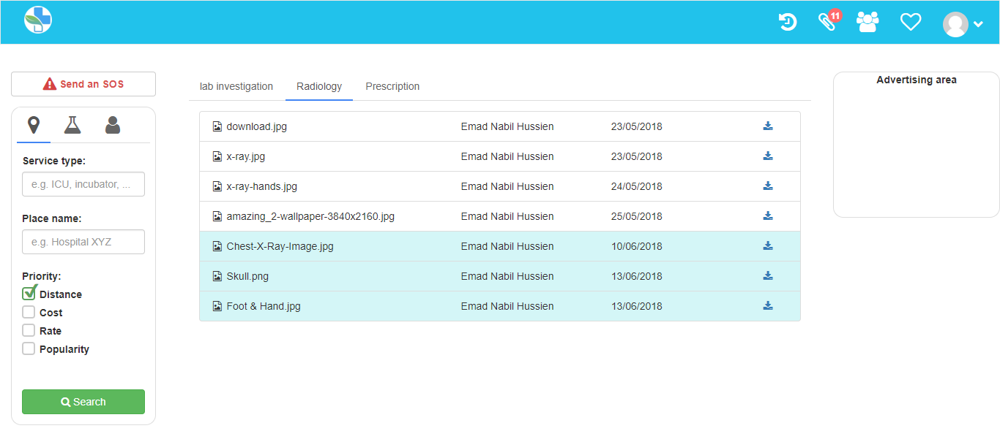 11
Send an SOS
lab investigation Radiology Prescription
Advertising area
Service type:
e.g. ICU, incubator, ...
Place name:
e.g. Hospital XYZ
Priority:
Distance
Cost
Rate
Popularity
Search
download.jpg Emad Nabil Hussien 23/05/2018
x-ray.jpg Emad Nabil Hussien 23/05/2018
x-ray-hands.jpg Emad Nabil Hussien 24/05/2018
amazing_2-wallpaper-3840x2160.jpg Emad Nabil Hussien 25/05/2018
Chest-X-Ray-Image.jpg Emad Nabil Hussien 10/06/2018
Skull.png Emad Nabil Hussien 13/06/2018
Foot & Hand.jpg Emad Nabil Hussien 13/06/2018